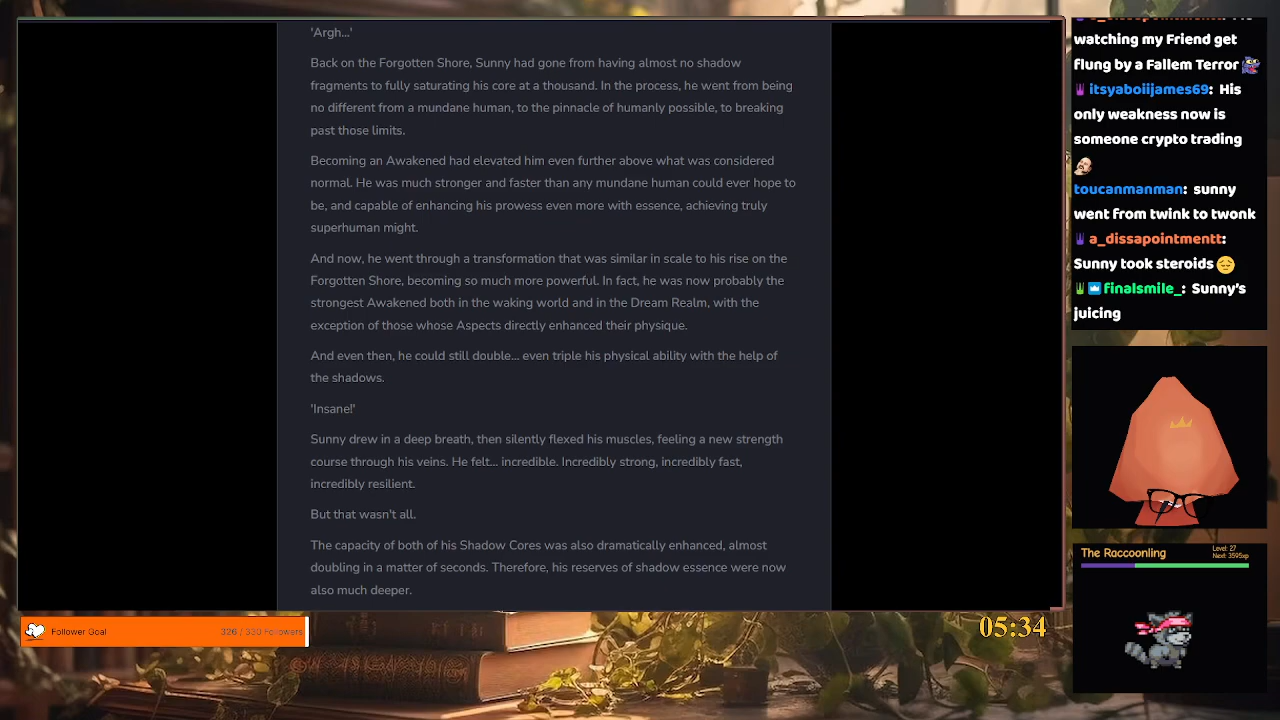 'Argh...'
Back on the Forgotten Shore, Sunny had gone from having almost no shadow
fragments to fully saturating his core at a thousand. In the process, he went from being
no different from a mundane human, to the pinnacle of humanly possible, to breaking
past those limits.
Becoming an Awakened had elevated him even further above what was considered
normal. He was much stronger and faster than any mundane human could ever hope to
be, and capable of enhancing his prowess even more with essence, achieving truly
superhuman might.
And now, he went through a transformation that was similar in scale to his rise on the
Forgotten Shore, becoming so much more powerful. In fact, he was now probably the
strongest Awakened both in the waking world and in the Dream Realm, with the
exception of those whose Aspects directly enhanced their physique.
And even then, he could still double... even triple his physical ability with the help of
the shadows.
'Insane!'
Sunny drew in a deep breath, then silently flexed his muscles, feeling a new strength
course through his veins. He felt... incredible. Incredibly strong, incredibly fast,
incredibly resilient.
But that wasn't all.
The capacity of both of his Shadow Cores was also dramatically enhanced, almost
doubling in a matter of seconds. Therefore, his reserves of shadow essence were now
also much deeper.
watching my Friend get
flung by a Fallem Terror
itsyaboiijames69: His
only weakness now is
someone crypto trading
toucanmanman: sunny
went from twink to twonk
a_dissapointmentt:
Sunny took steroids
finalsmile_: Sunny's
juicing
The Raccoonling
Level: 27
Next: 3595xp
Follower Goal
326 / 330 Followers
05:34